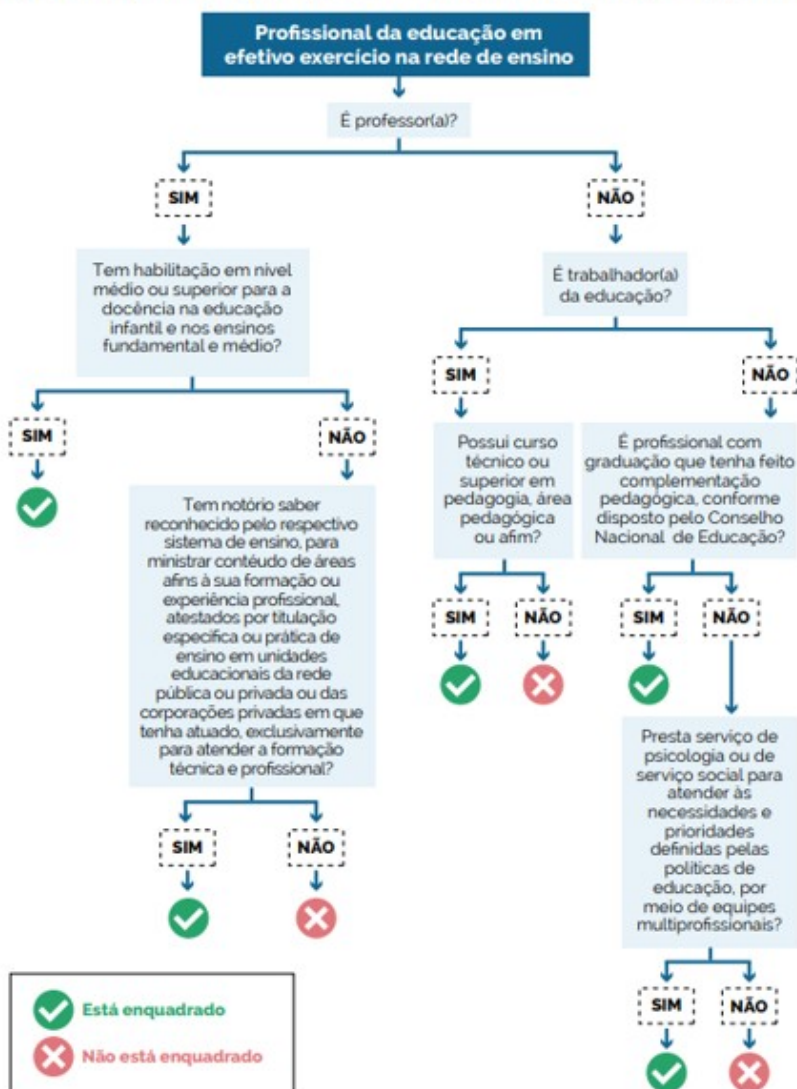 Profissional da educação em
efetivo exercício na rede de ensino
É professor(a)?
SIM
NÃO
Tem habilitação em nível
médio ou superior para a
docência na educação
infantil e nos ensinos
fundamental e médio?
É trabalhador(a)
da educação?
SIM
NÃO
SIM
NÃO
Tem notório saber
reconhecido pelo respectivo
sistema de ensino, para
ministrar contéudo de áreas
afins à sua formação ou
experiência profissional,
atestados por titulação
específica ou prática de
ensino em unidades
educacionais da rede
pública ou privada ou das
corporações privadas em que
tenha atuado, exclusivamente
para atender a formação
técnica e profissional?
Possui curso
técnico ou
superior em
pedagogia, área
pedagógica
ou afim?
É profissional com
graduação que tenha feito
complementação
pedagógica, conforme
disposto pelo Conselho
Nacional de Educação?
SIM
NÃO
SIM
NÃO
Presta serviço de
psicologia ou de
serviço social para
atender às
necessidades e
prioridades
definidas pelas
políticas de
educação, por
meio de equipes
multiprofissionais?
SIM
NÃO
SIM
NÃO
Está enquadrado
Não está enquadrado